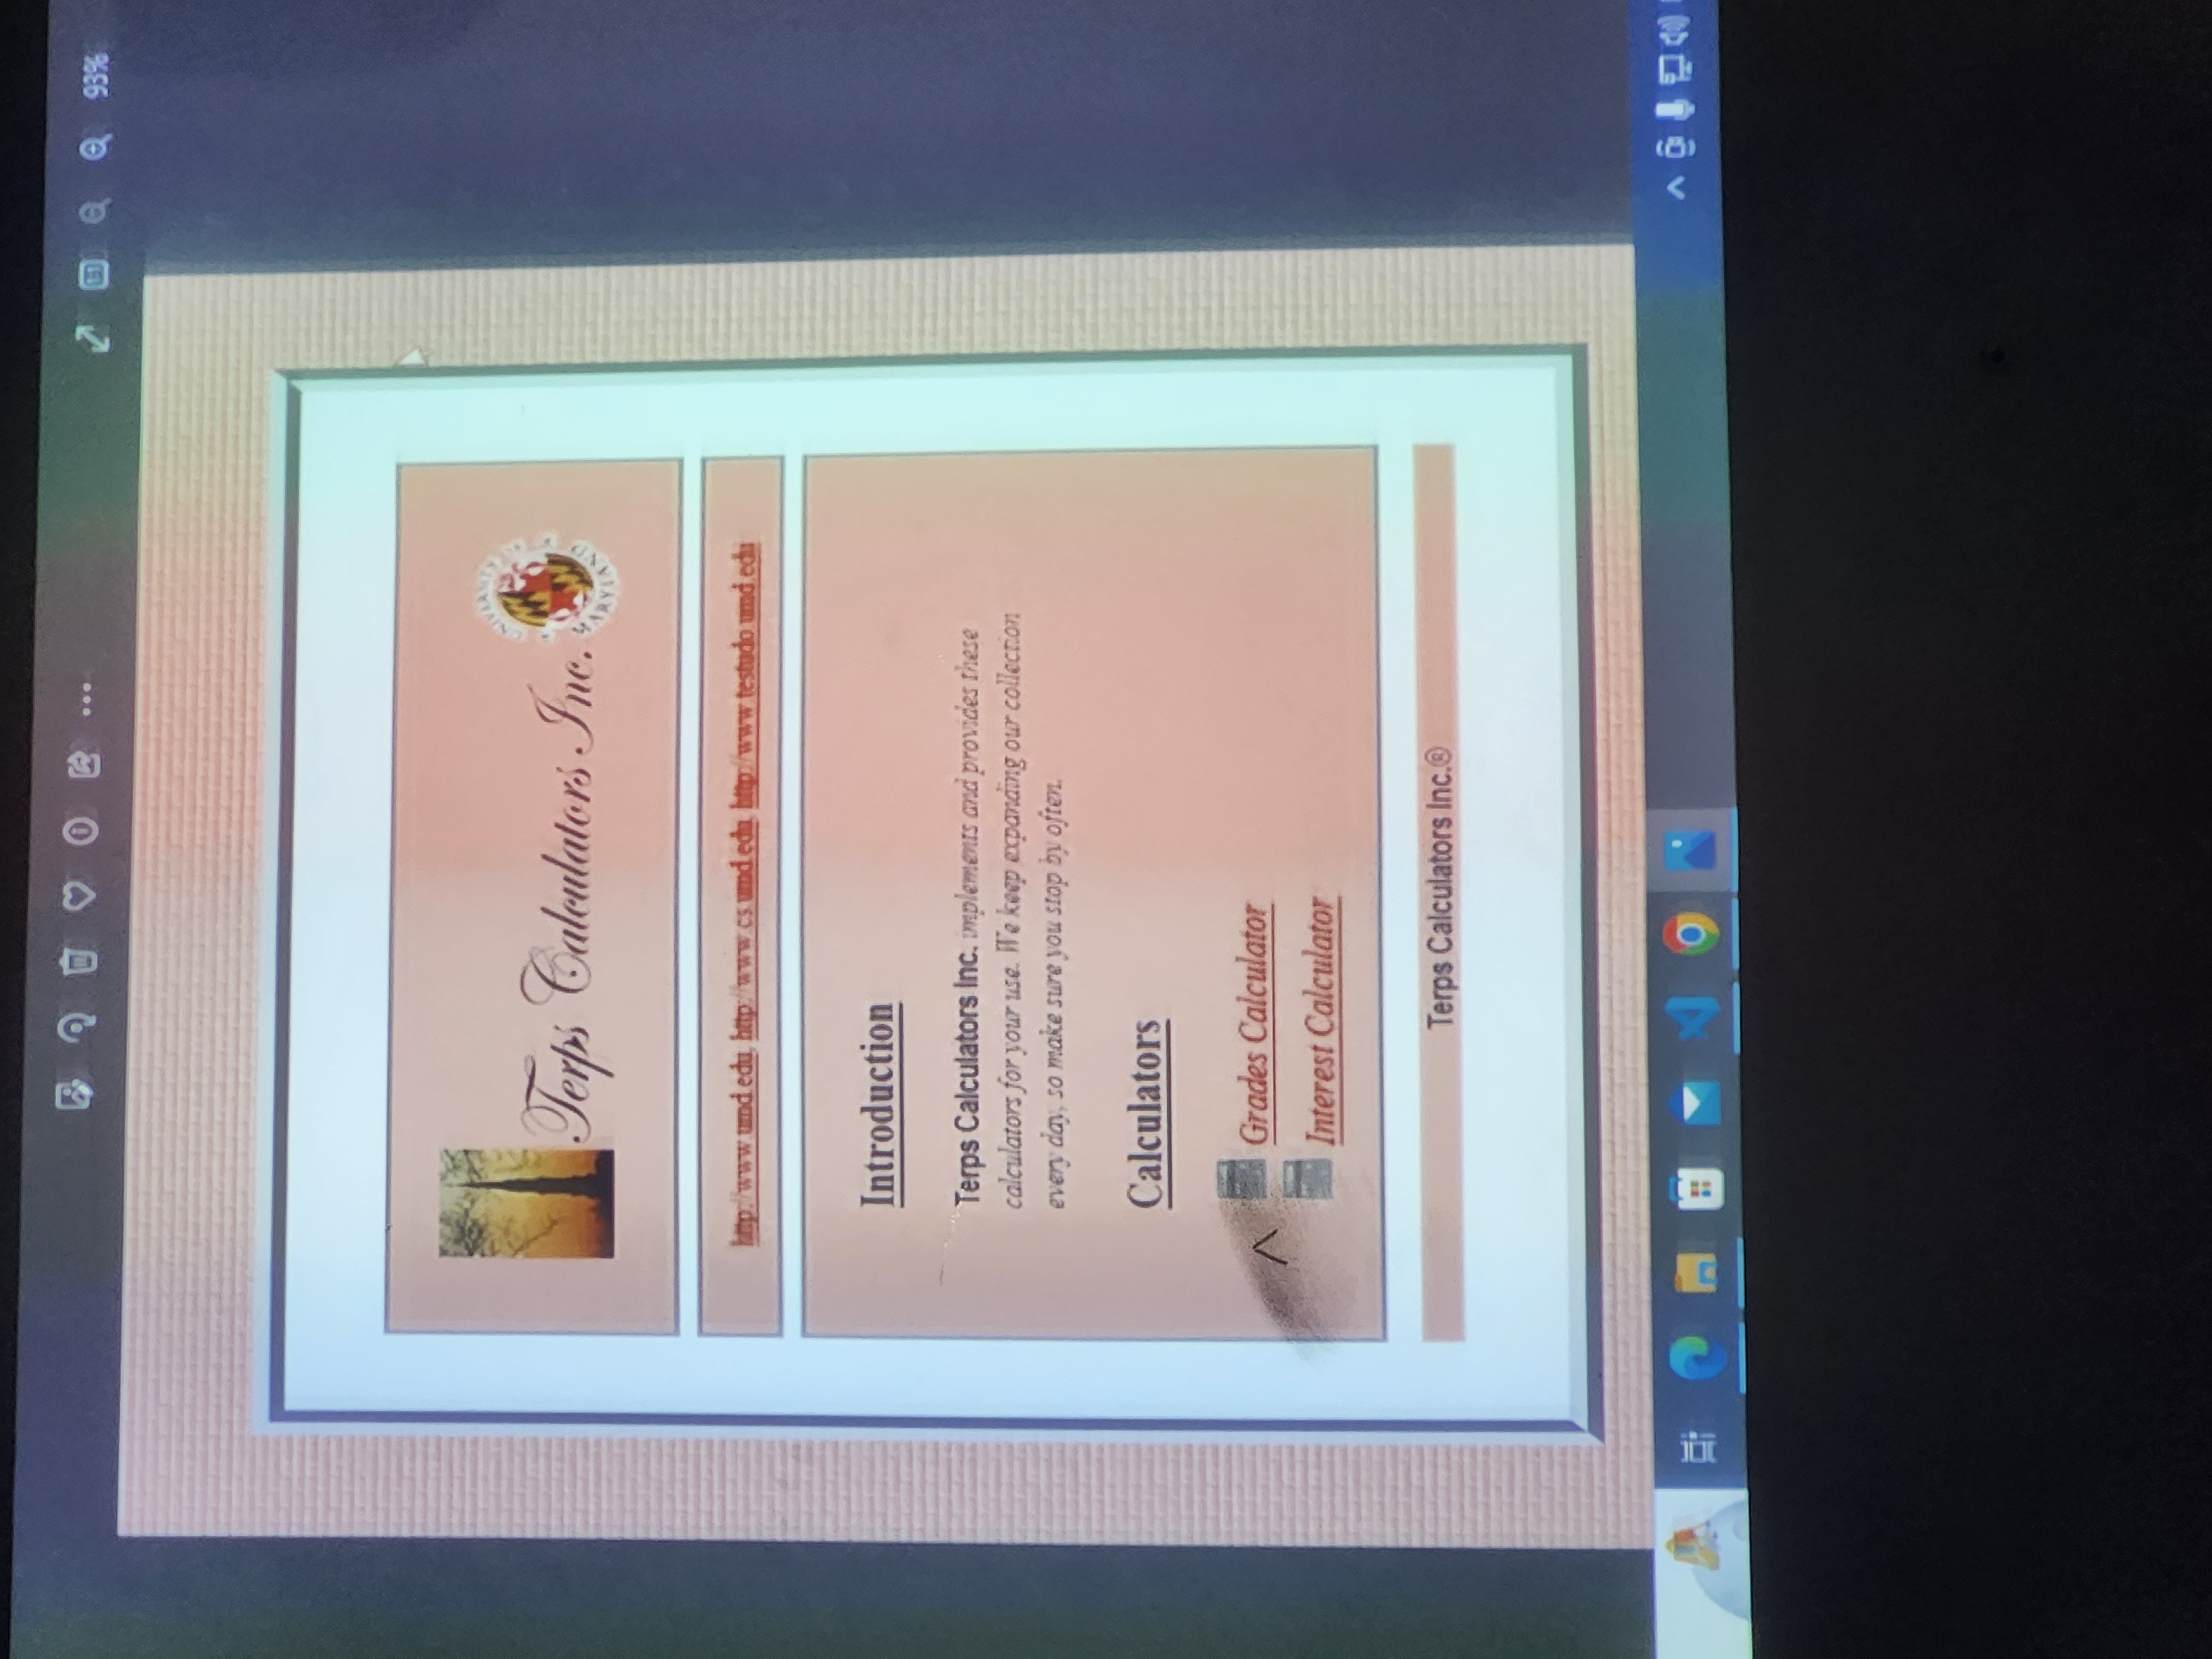 93%
Terps Calculators Inc.
UNIVERSITY OF
MARYLAND
http://www.umd.edu, http://www.cs.umd.edu, http://www.testudo.umd.edu
Introduction
Terps Calculators Inc. implements and provides these
calculators for your use. We keep expanding our collection
every day, so make sure you stop by often.
Calculators
Grades Calculator
Interest Calculator
Terps Calculators Inc.®